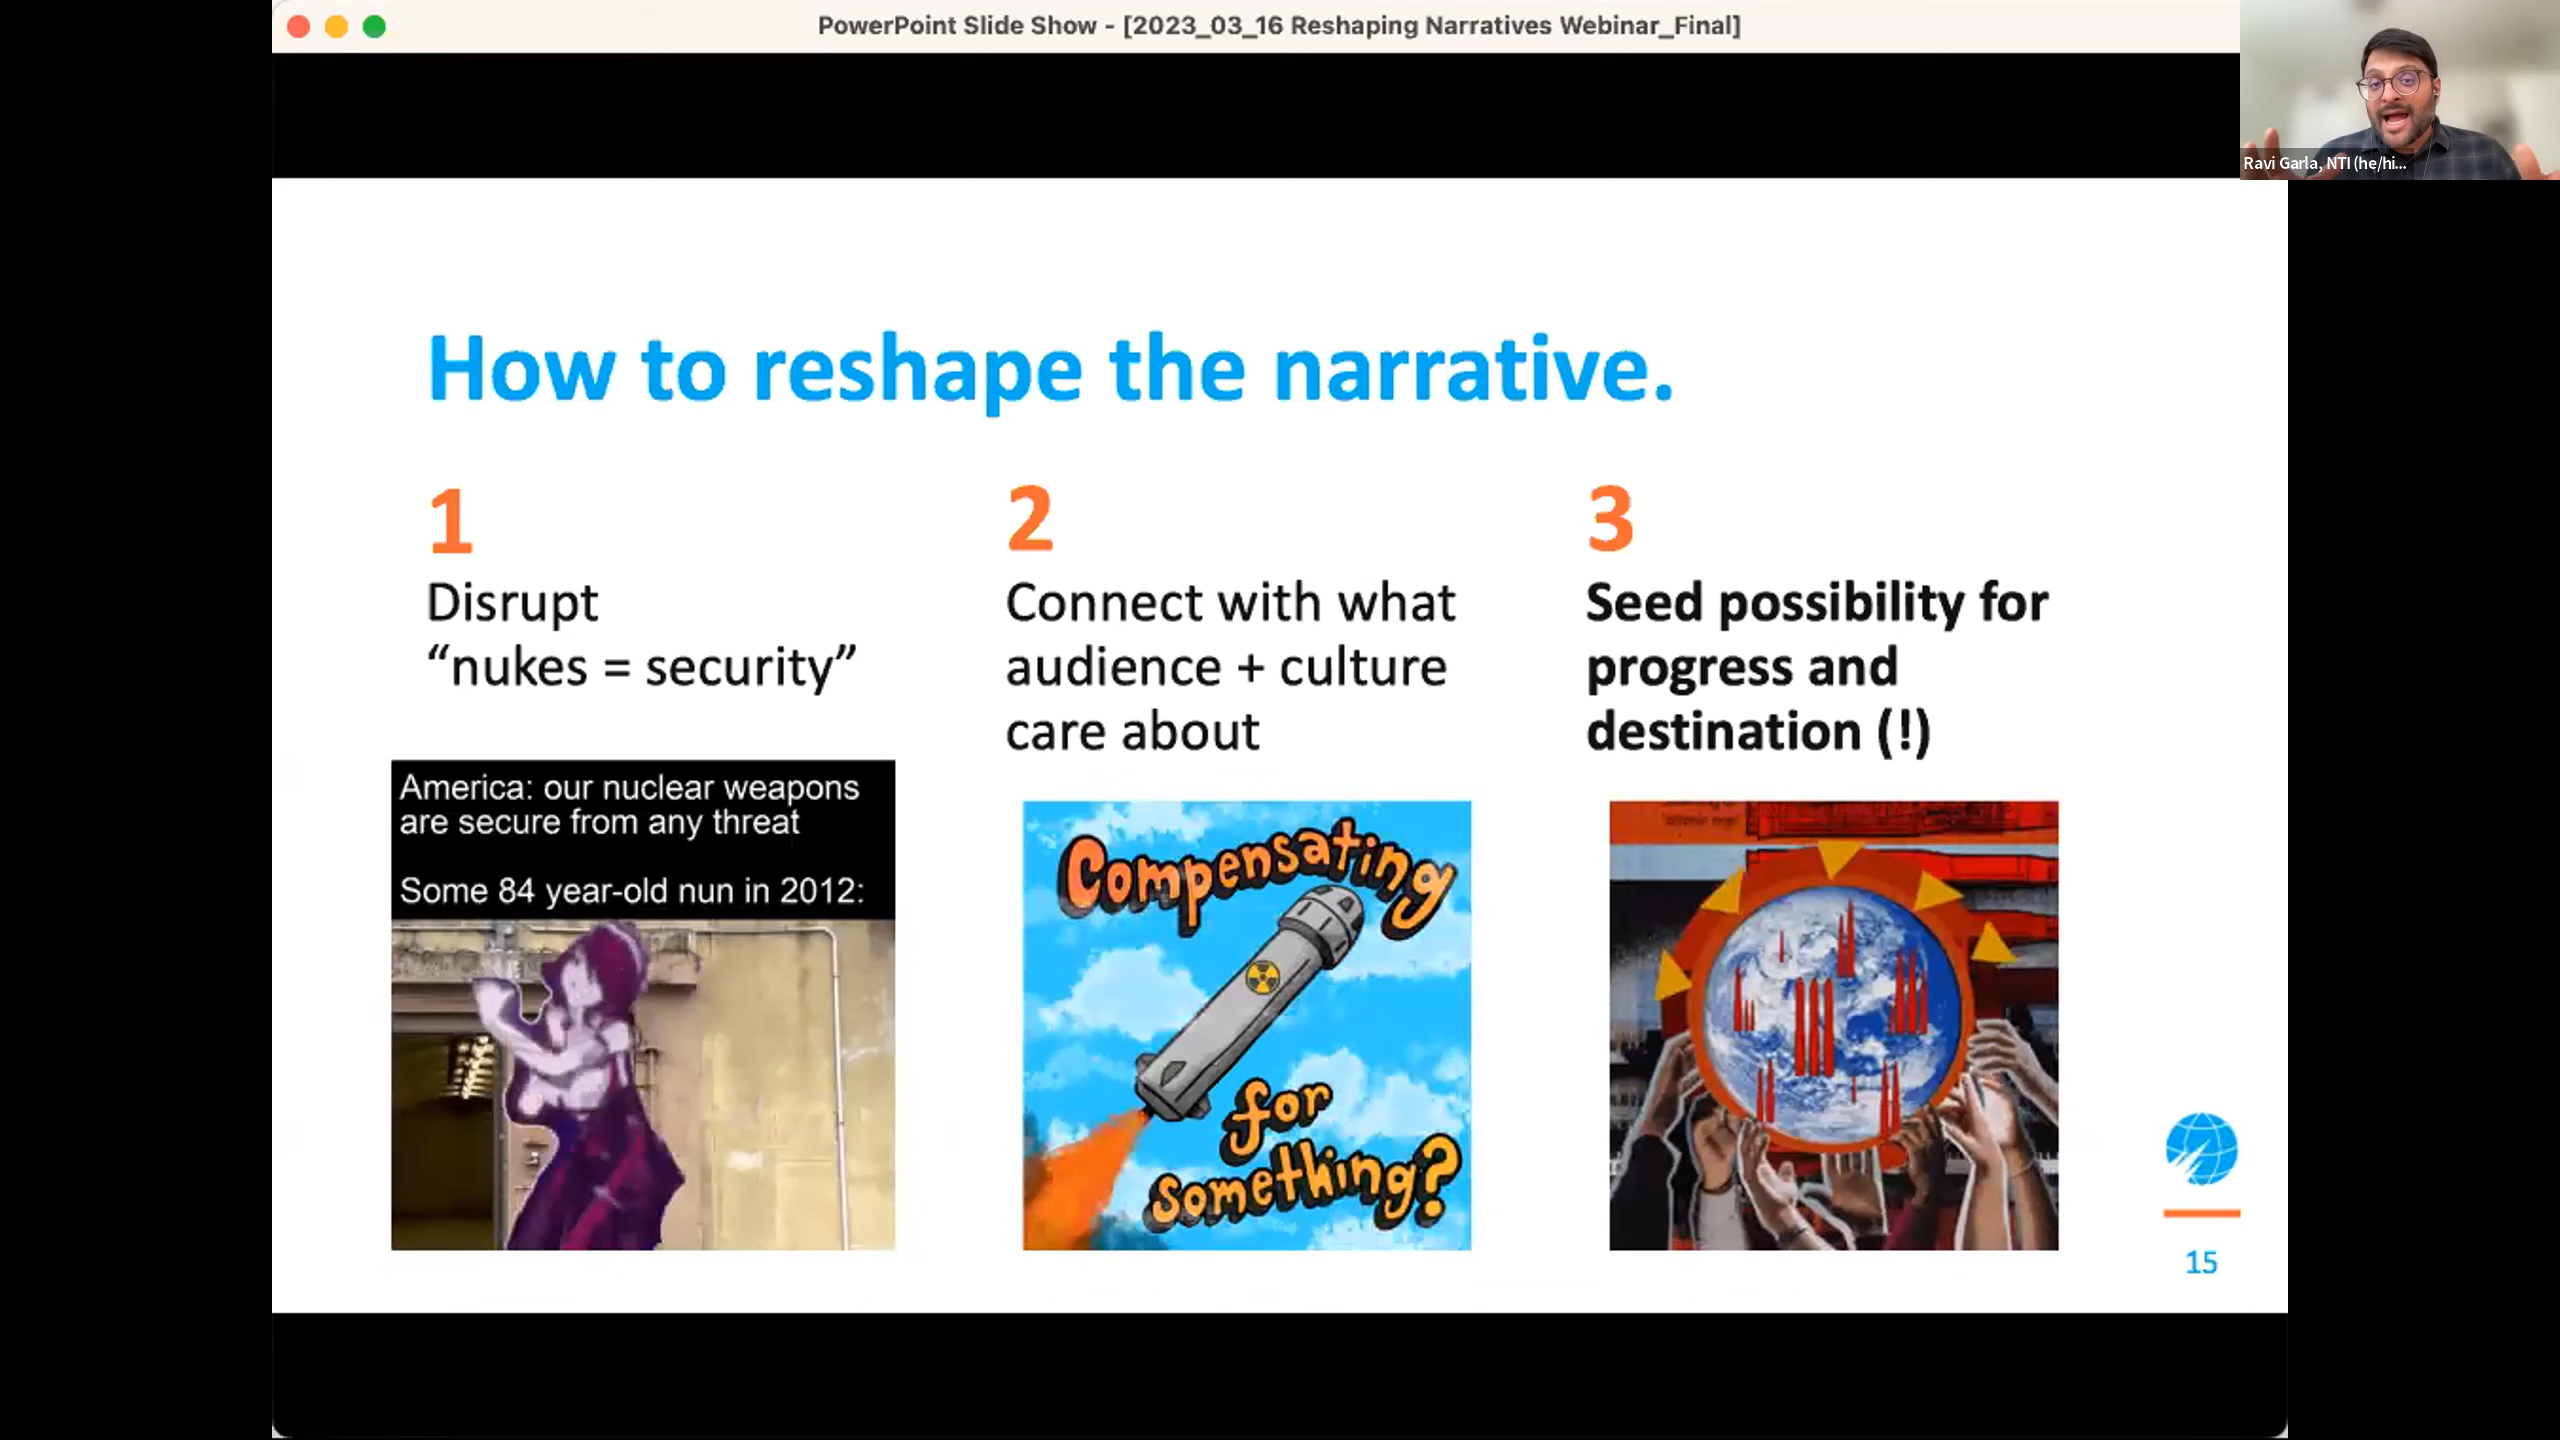 PowerPoint Slide Show - [2023_03_16 Reshaping Narratives Webinar_Final]
Ravi Garla, NTI (he/hi...
How to reshape the narrative.
1
Disrupt
“nukes = security”
2
Connect with what
audience + culture
care about
3
Seed possibility for
progress and
destination (!)
America: our nuclear weapons
are secure from any threat
Some 84 year-old nun in 2012:
Compensating
for
something?
15